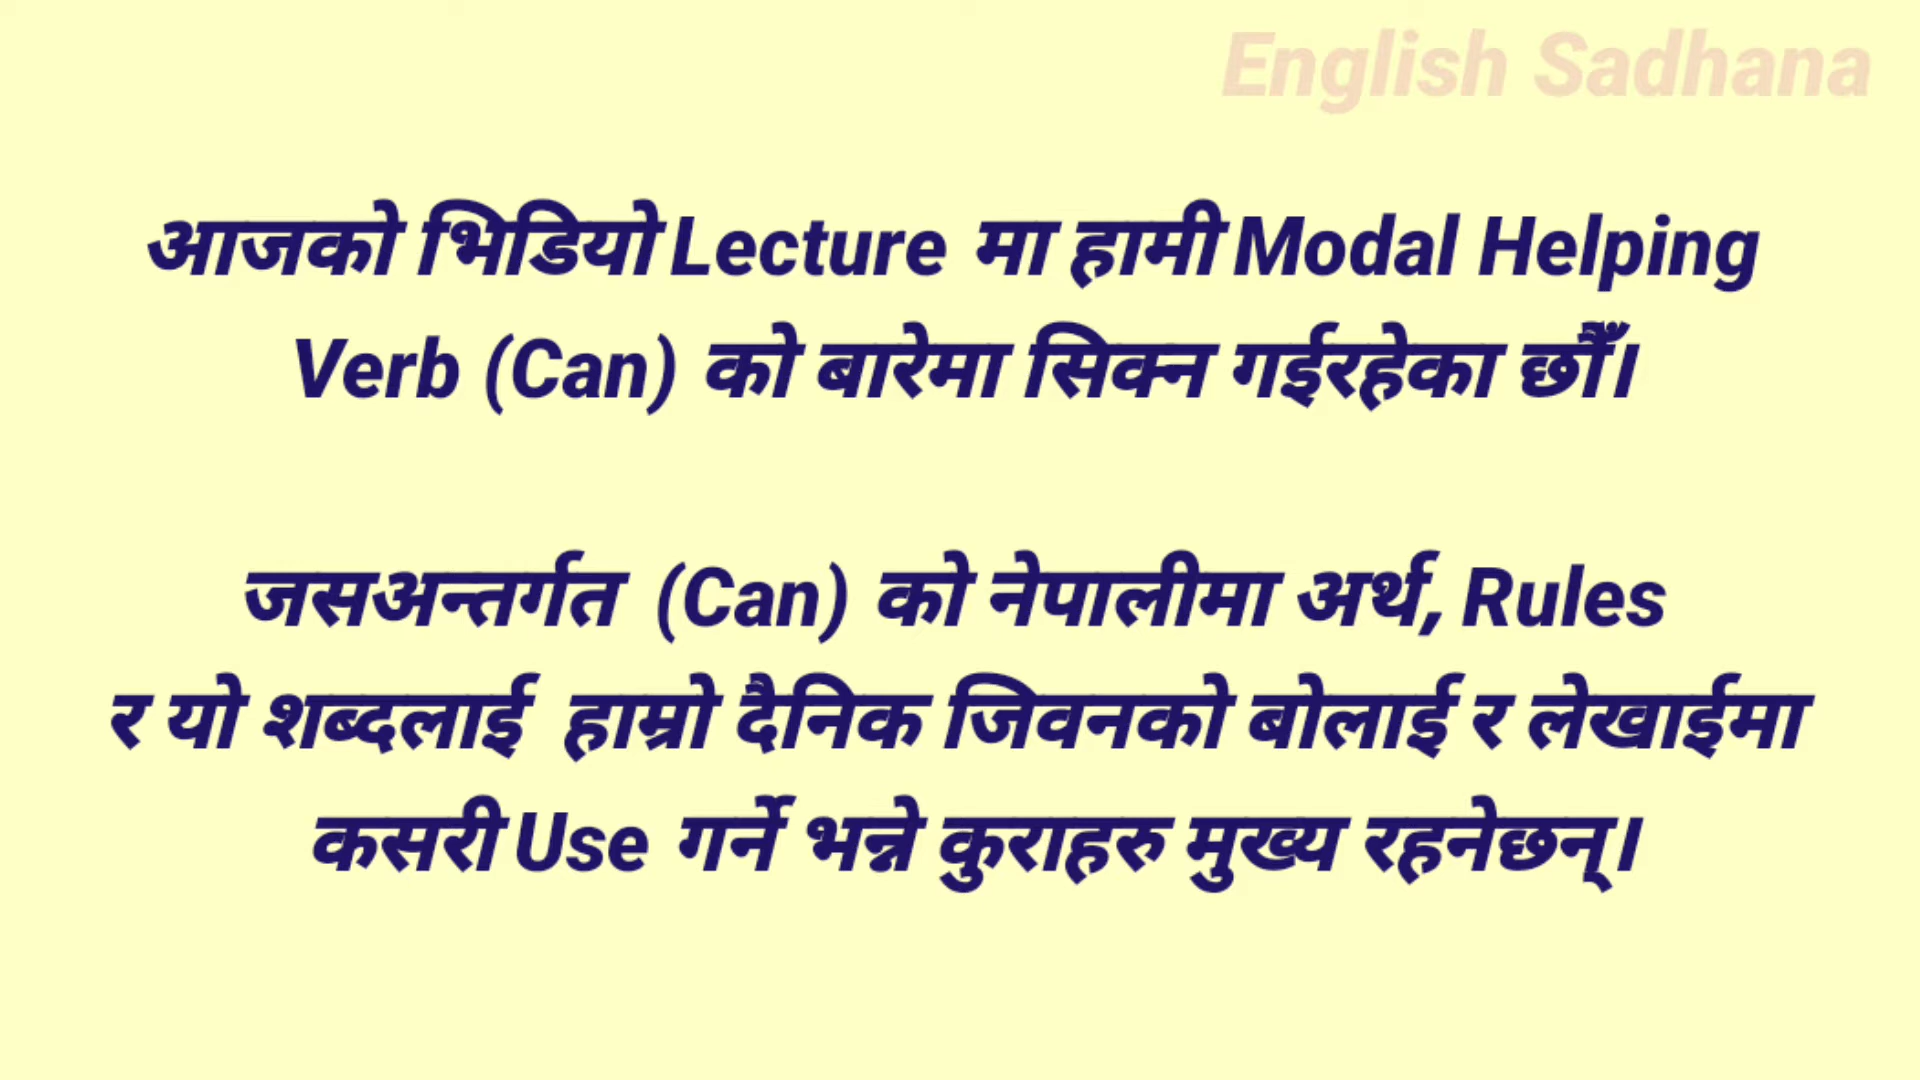 English Sadhana
आजको भिडियो Lecture मा हामी Modal Helping
Verb (Can) को बारेमा सिक्न गईरहेका छौँ।
जसअन्तर्गत (Can) को नेपालीमा अर्थ, Rules
र यो शब्दलाई हाम्रो दैनिक जिवनको बोलाई र लेखाईमा
कसरी Use गर्ने भन्ने कुराहरु मुख्य रहनेछन्।